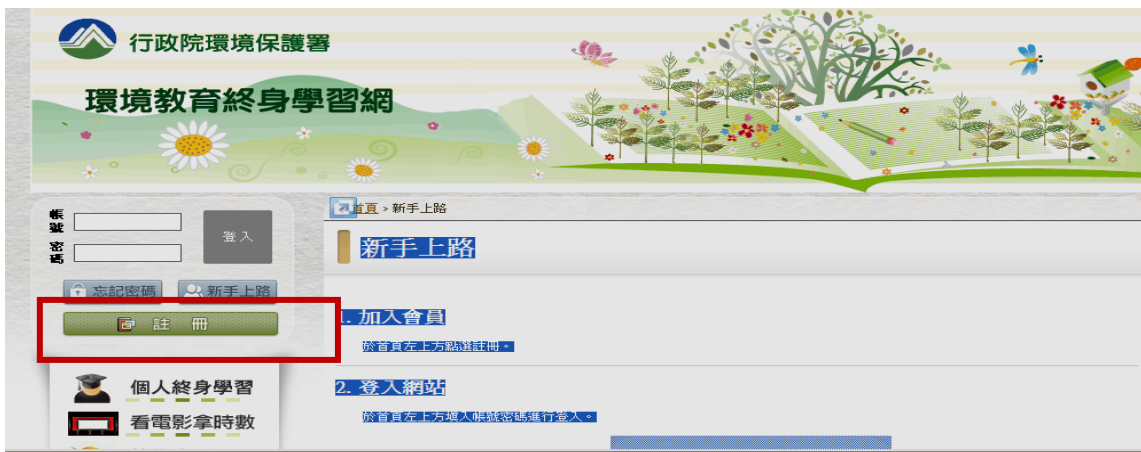 行政院環境保護署
環境教育終身學習網
帳號
登入
密碼
首頁 > 新手上路
新手上路
忘記密碼
新手上路
註 冊
1. 加入會員
於首頁左上方點選註冊。
個人終身學習
2. 登入網站
看電影拿時數
於首頁左上方填入帳號密碼進行登入。